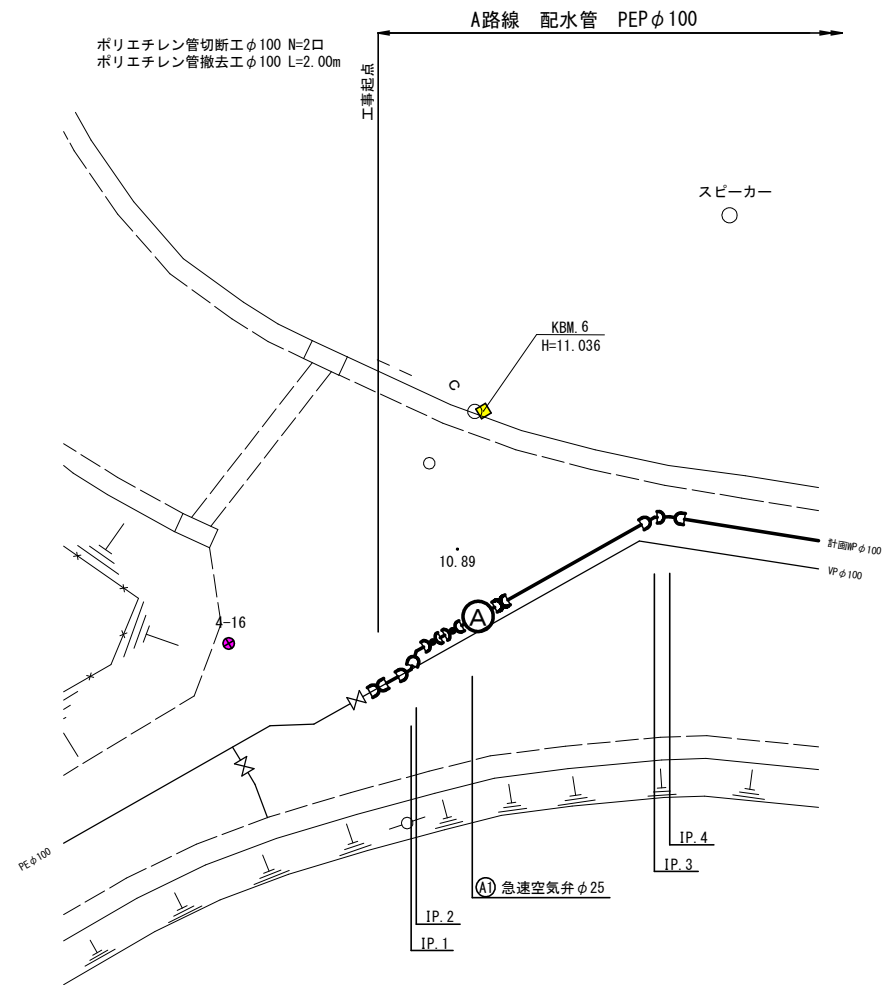 A路線 配水管 PEPφ100
ポリエチレン管切断工φ100 N=2口
ポリエチレン管撤去工φ100 L=2.00m
工事起点
スピーカー
KBM.6
H=11.036
C
10.89
計画WPφ100
VPφ100
4-16
A
PEφ100
IP.4
IP.3
A1 急速空気弁φ25
IP.2
IP.1